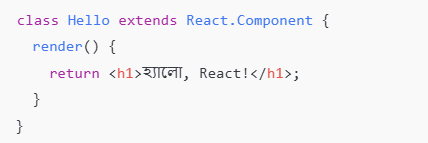 class Hello extends React.Component {
  render() {
    return <h1>হ্যালো, React!</h1>;
  }
}